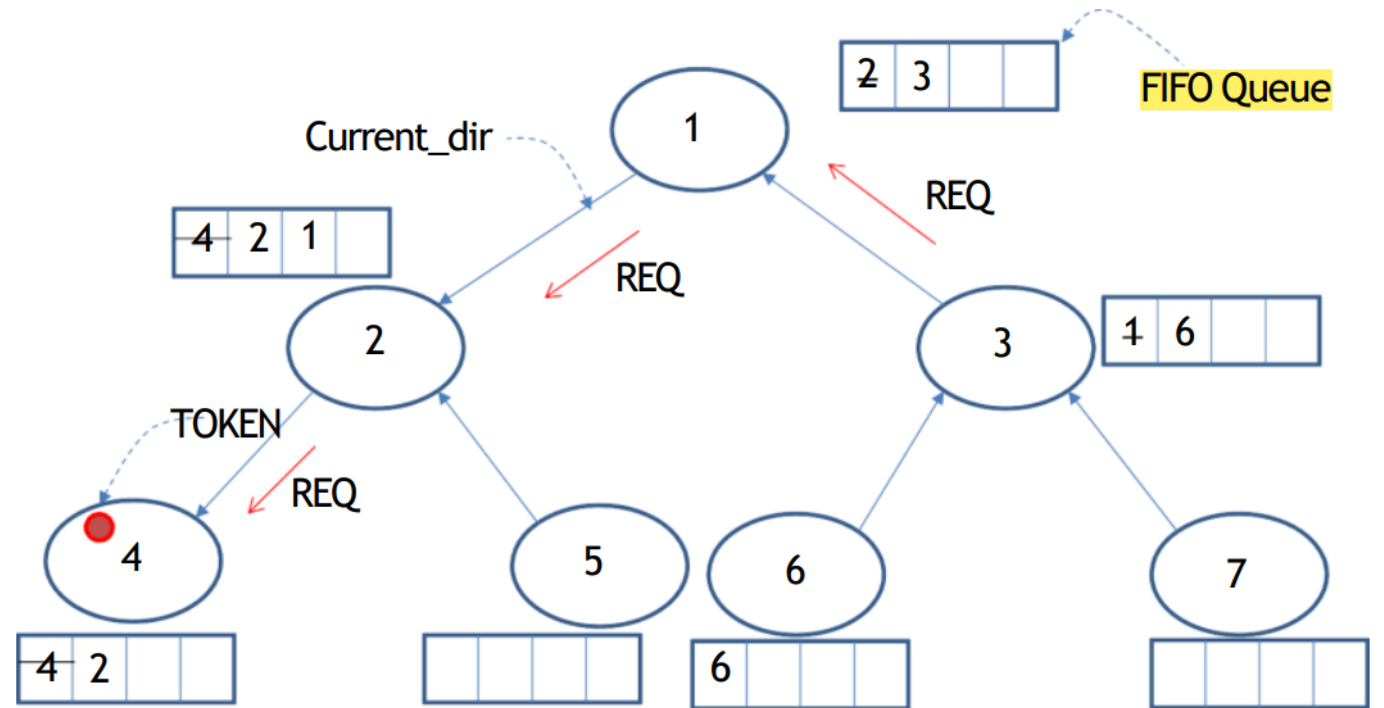 2 3
FIFO Queue
1
Current_dir
REQ
4 2 1
REQ
2
3
1 6
TOKEN
REQ
4
5
6
7
4 2
6